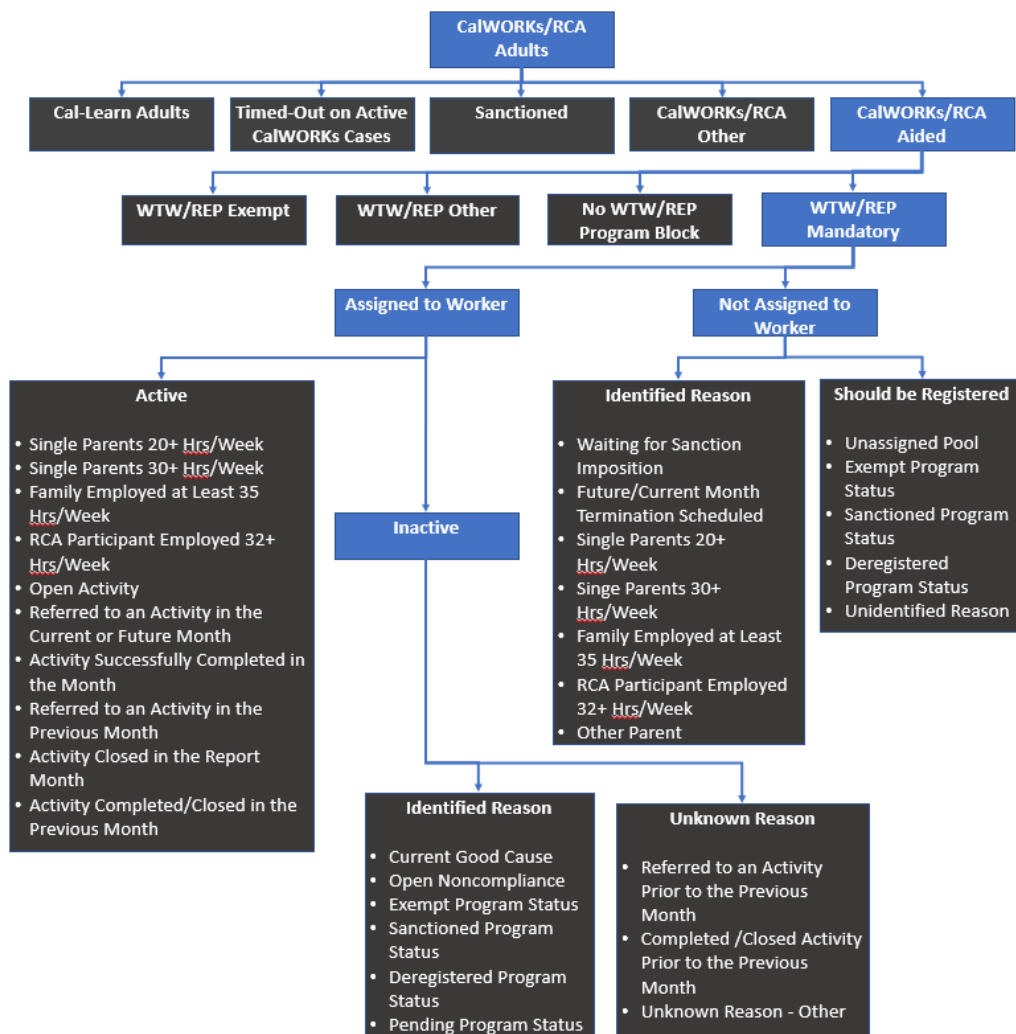 CalWORKs/RCA
Adults
Cal-Learn Adults
Timed-Out on Active
CalWORKs Cases
Sanctioned
CalWORKs/RCA
Other
CalWORKs/RCA
Aided
WTW/REP Exempt
WTW/REP Other
No WTW/REP
Program Block
WTW/REP
Mandatory
Assigned to Worker
Not Assigned to
Worker
Active
• Single Parents 20+ Hrs/Week
• Single Parents 30+ Hrs/Week
• Family Employed at Least 35
Hrs/Week
• RCA Participant Employed 32+
Hrs/Week
• Open Activity
• Referred to an Activity in the
Current or Future Month
• Activity Successfully Completed in
the Month
• Referred to an Activity in the
Previous Month
• Activity Closed in the Report
Month
• Activity Completed/Closed in the
Previous Month
Inactive
Identified Reason
• Waiting for Sanction
Imposition
• Future/Current Month
Termination Scheduled
• Single Parents 20+
Hrs/Week
• Singe Parents 30+
Hrs/Week
• Family Employed at Least
35 Hrs/Week
• RCA Participant Employed
32+ Hrs/Week
• Other Parent
Should be Registered
• Unassigned Pool
• Exempt Program
Status
• Sanctioned Program
Status
• Deregistered
Program Status
• Unidentified Reason
Identified Reason
• Current Good Cause
• Open Noncompliance
• Exempt Program Status
• Sanctioned Program
Status
• Deregistered Program
Status
• Pending Program Status
Unknown Reason
• Referred to an Activity
Prior to the Previous
Month
• Completed /Closed Activity
Prior to the Previous
Month
• Unknown Reason - Other